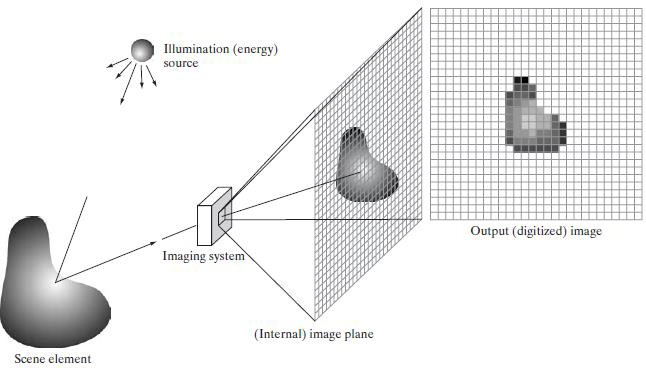 Illumination (energy)
source
Output (digitized) image
Imaging system
(Internal) image plane
Scene element